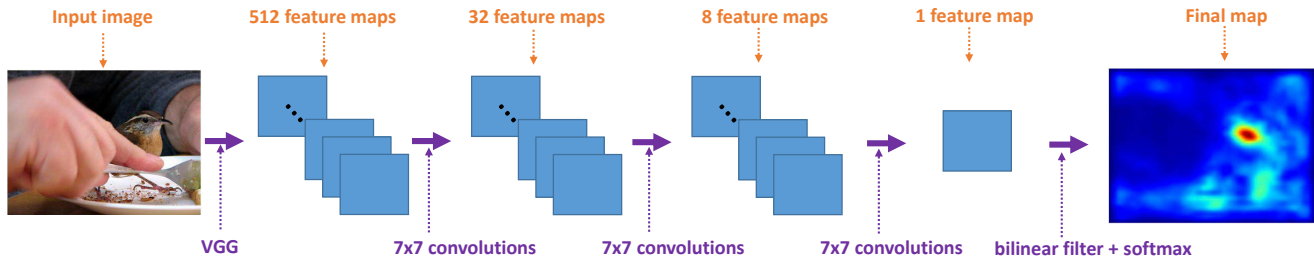 Input image
512 feature maps
32 feature maps
8 feature maps
1 feature map
Final map
VGG
7x7 convolutions
7x7 convolutions
7x7 convolutions
bilinear filter + softmax